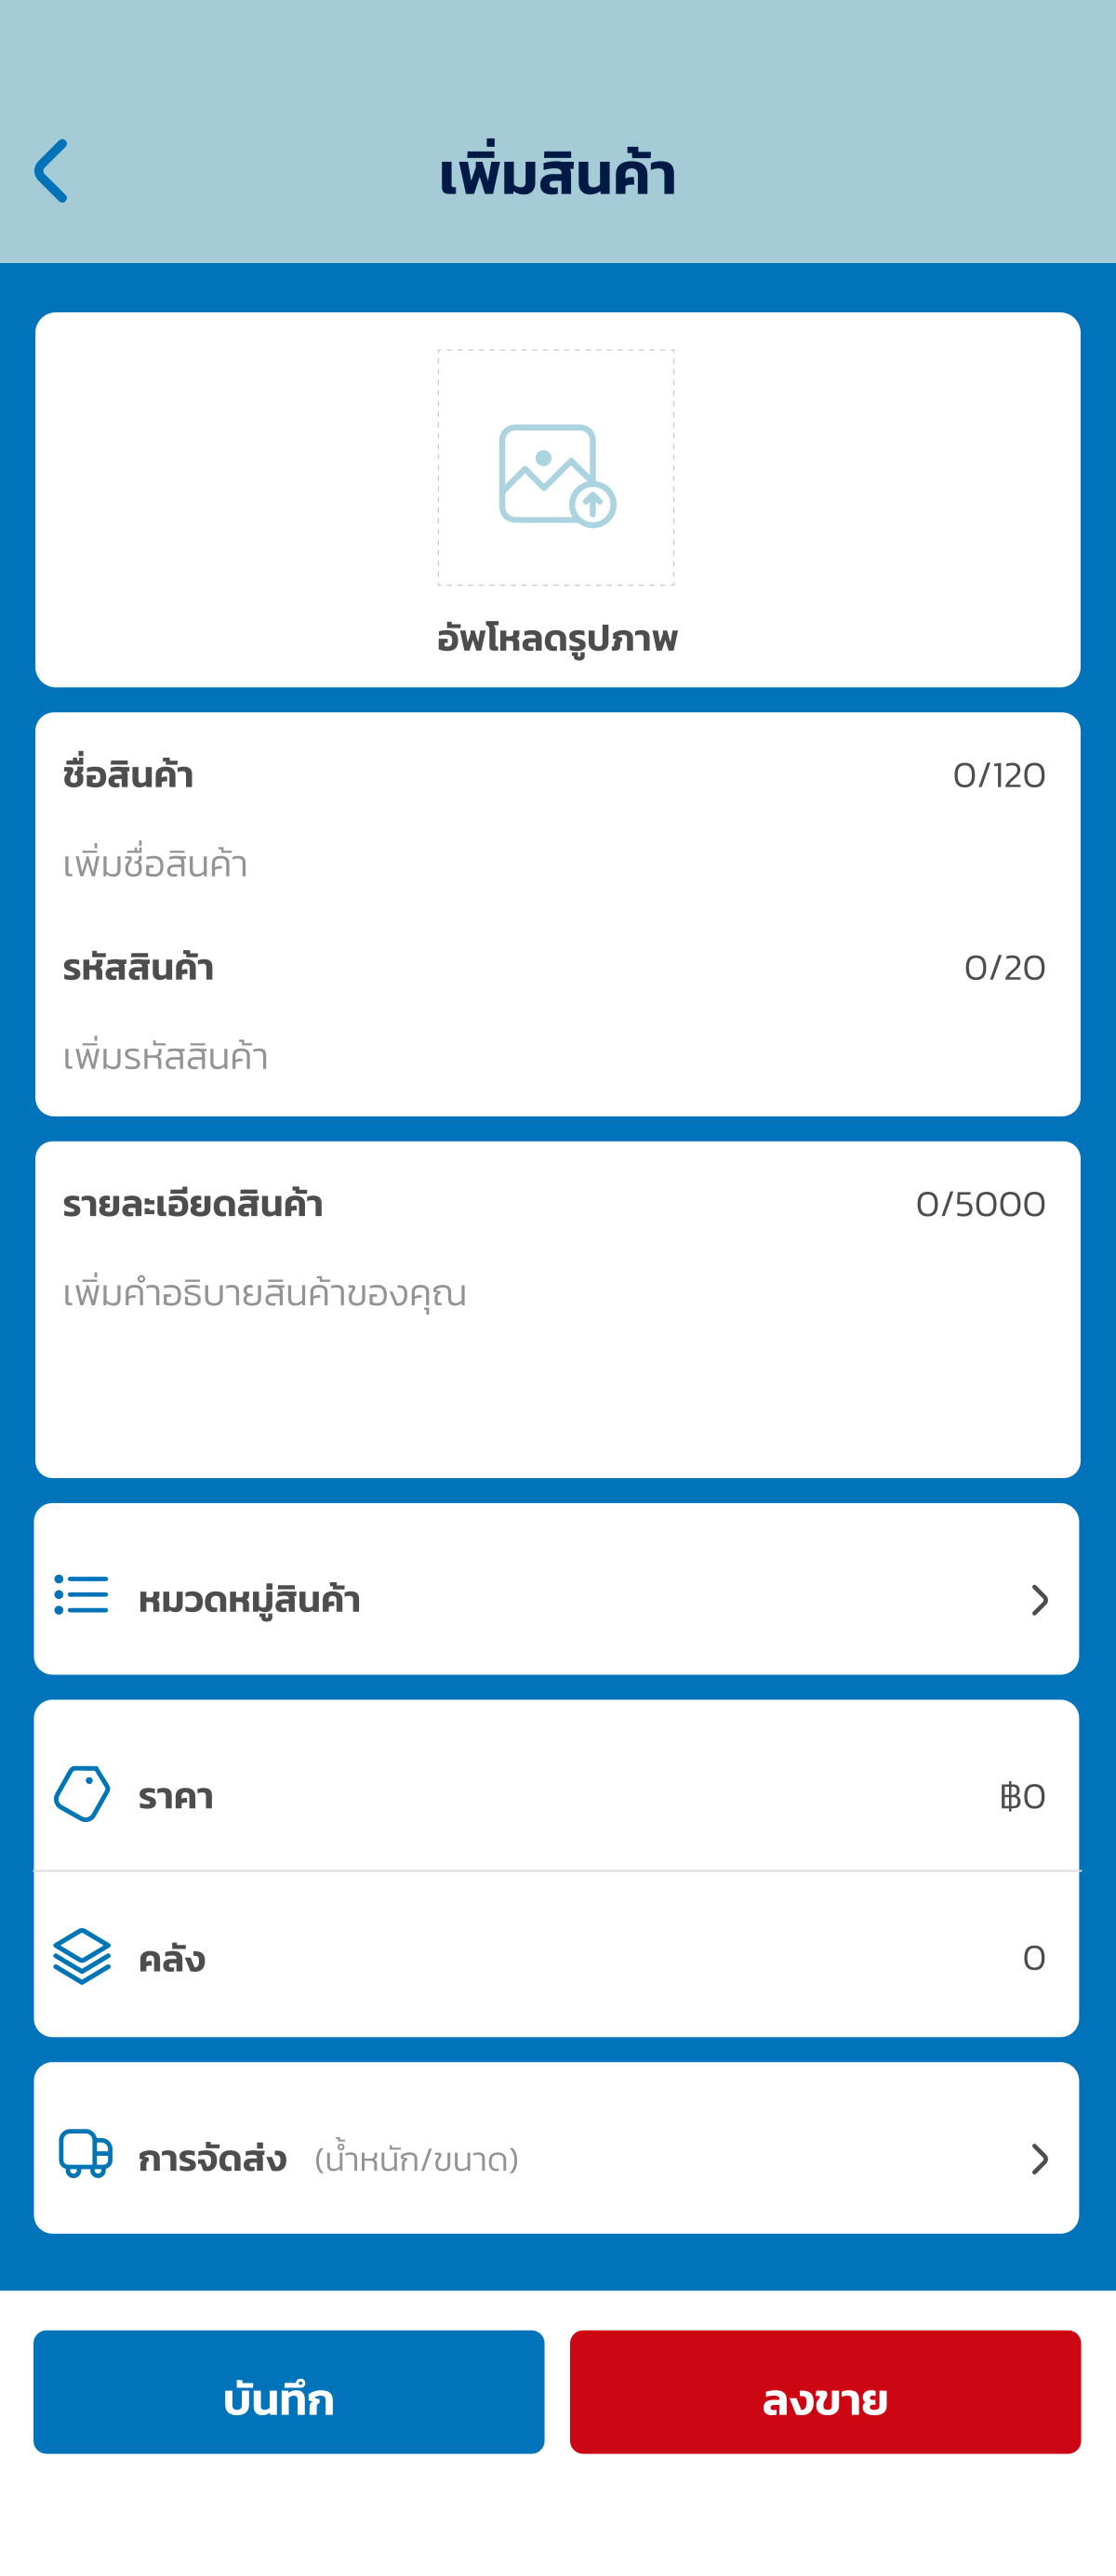 เพิ่มสินค้า
อัพโหลดรูปภาพ
ชื่อสินค้า 0/120
เพิ่มชื่อสินค้า
รหัสสินค้า 0/20
เพิ่มรหัสสินค้า
รายละเอียดสินค้า 0/5000
เพิ่มคำอธิบายสินค้าของคุณ
หมวดหมู่สินค้า
ราคา ฿0
คลัง 0
การจัดส่ง (น้ำหนัก/ขนาด)
บันทึก ลงขาย